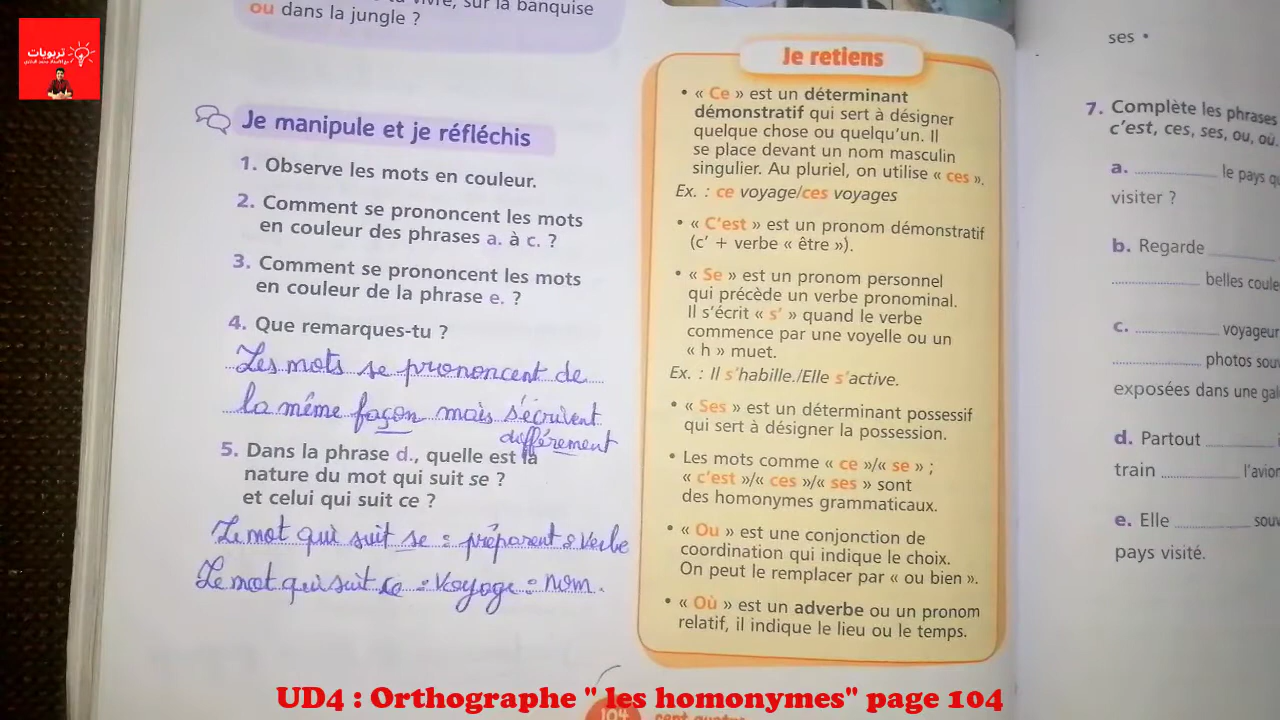 تربويات
ou dans la jungle ?
sur la banquise
Je manipule et je réfléchis
1. Observe les mots en couleur.
2. Comment se prononcent les mots
en couleur des phrases a. à c. ?
3. Comment se prononcent les mots
en couleur de la phrase e. ?
4. Que remarques-tu ?
Les mots se prononcent de
la même façon mais s'écrivent
différement
5. Dans la phrase d., quelle est la
nature du mot qui suit se ?
et celui qui suit ce ?
Le mot qui suit se : préparent : verbe
Le mot qui suit ce : voyage : nom.
Je retiens
• « Ce » est un déterminant
démonstratif qui sert à désigner
quelque chose ou quelqu'un. Il
se place devant un nom masculin
singulier. Au pluriel, on utilise « ces ».
Ex. : ce voyage/ces voyages
• « C'est » est un pronom démonstratif
(c' + verbe « être »).
• « Se » est un pronom personnel
qui précède un verbe pronominal.
Il s'écrit « s' » quand le verbe
commence par une voyelle ou un
« h » muet.
Ex. : Il s'habille./Elle s'active.
• « Ses » est un déterminant possessif
qui sert à désigner la possession.
• Les mots comme « ce »/« se » ;
« c'est »/« ces »/« ses » sont
des homonymes grammaticaux.
• « Ou » est une conjonction de
coordination qui indique le choix.
On peut le remplacer par « ou bien ».
• « Où » est un adverbe ou un pronom
relatif, il indique le lieu ou le temps.
ses •
7. Complète les phrases
c'est, ces, ses, ou, où.
a. ............ le pays qu
visiter ?
b. Regarde ............
............ belles coule
c. ............ voyageur
............ photos souv
exposées dans une gal
d. Partout ............
train ............ l'avion
e. Elle ............ souv
pays visité.
104
UD4 : Orthographe " les homonymes" page 104